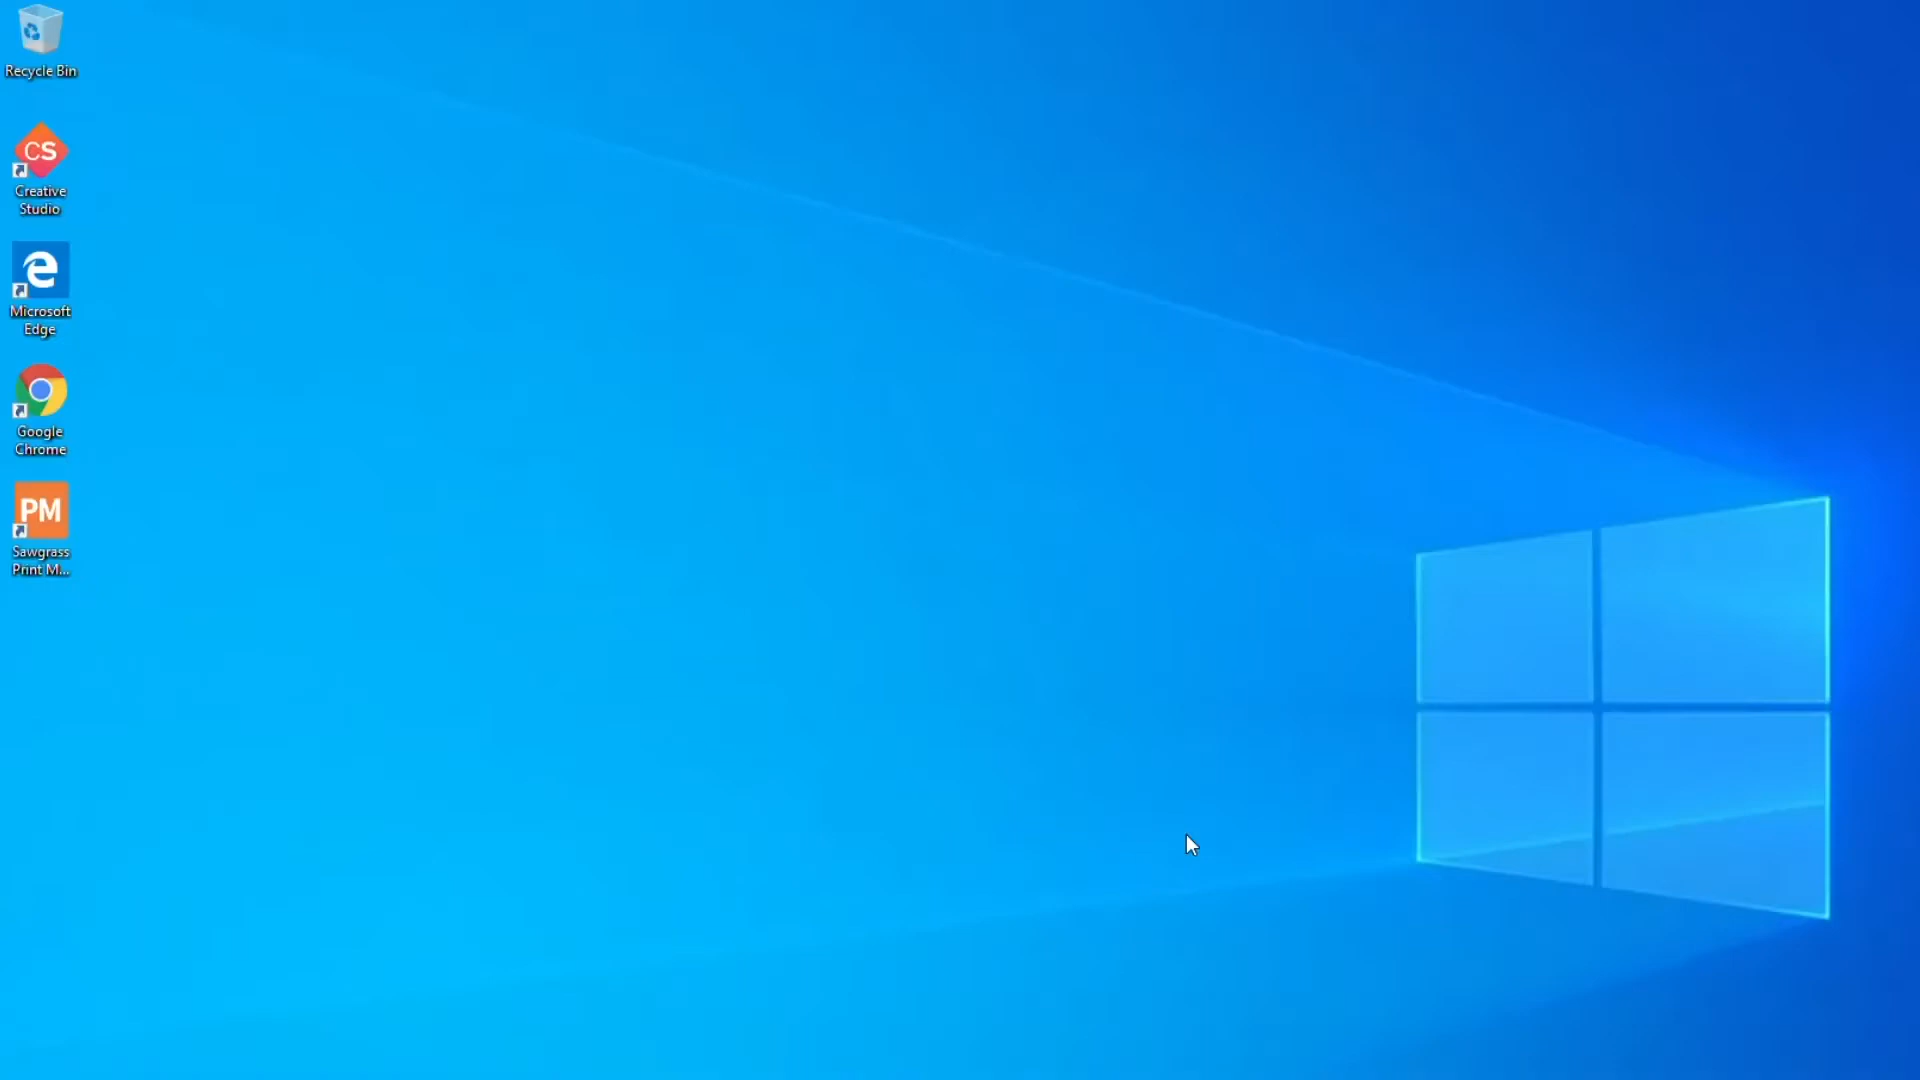 Recycle Bin
CS
Creative
Studio
Microsoft
Edge
Google
Chrome
PM
Sawgrass
Print M...